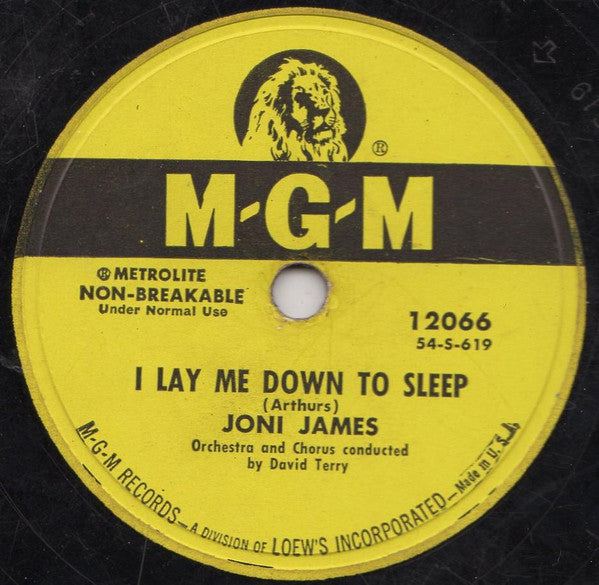 ®
M-G-M
® METROLITE
NON-BREAKABLE
Under Normal Use
12066
54-S-619
I LAY ME DOWN TO SLEEP
(Arthurs)
JONI JAMES
Orchestra and Chorus conducted
by David Terry
M-G-M RECORDS—A DIVISION OF LOEW'S INCORPORATED—Made in U.S.A.